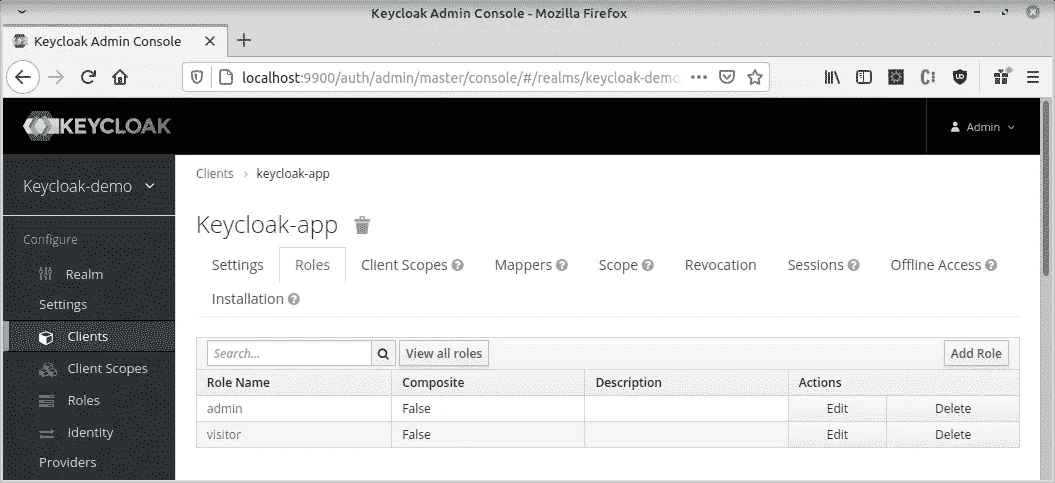 Keycloak Admin Console - Mozilla Firefox
Keycloak Admin Console
localhost:9900/auth/admin/master/console/#/realms/keycloak-demo
KEYCLOAK
Admin
Keycloak-demo
Clients > keycloak-app
Configure
Keycloak-app
Realm
Settings
Settings Roles Client Scopes Mappers Scope Revocation Sessions Offline Access
Installation
Clients
Client Scopes
Roles
Identity
Providers
Search... View all roles Add Role
Role Name Composite Description Actions
admin False Edit Delete
visitor False Edit Delete